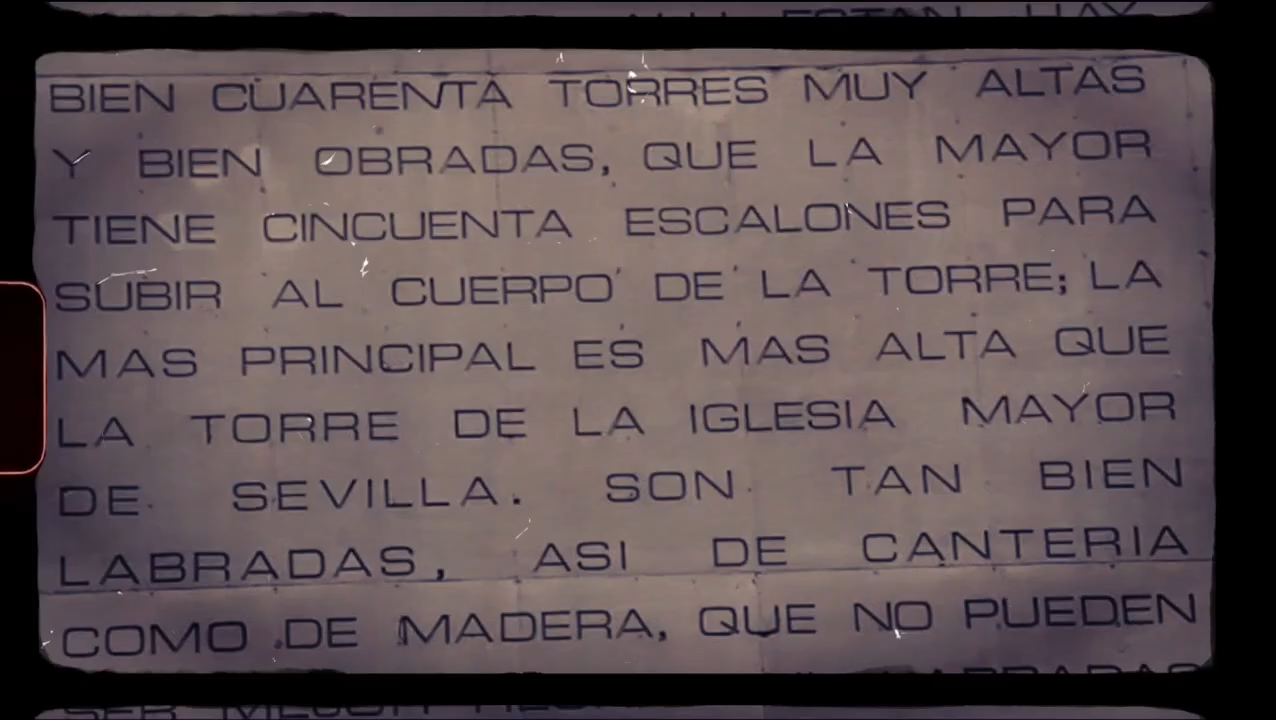 BIEN CUARENTA TORRES MUY ALTAS
Y BIEN OBRADAS, QUE LA MAYOR
TIENE CINCUENTA ESCALONES PARA
SUBIR AL CUERPO DE LA TORRE; LA
MAS PRINCIPAL ES MAS ALTA QUE
LA TORRE DE LA IGLESIA MAYOR
DE SEVILLA. SON TAN BIEN
LABRADAS, ASI DE CANTERIA
COMO DE MADERA, QUE NO PUEDEN